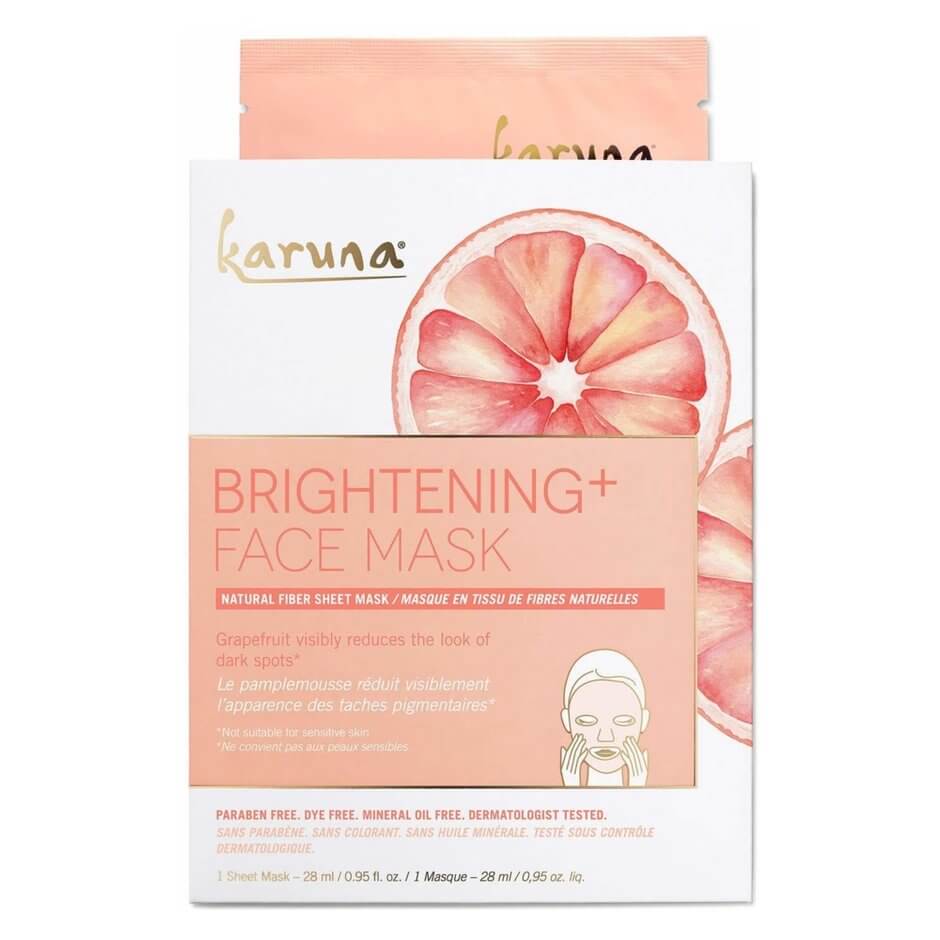 karuna
karuna®
BRIGHTENING+
FACE MASK
NATURAL FIBER SHEET MASK / MASQUE EN TISSU DE FIBRES NATURELLES
Grapefruit visibly reduces the look of
dark spots*
Le pamplemousse réduit visiblement
l'apparence des taches pigmentaires*
*Not suitable for sensitive skin
*Ne convient pas aux peaux sensibles
PARABEN FREE. DYE FREE. MINERAL OIL FREE. DERMATOLOGIST TESTED.
SANS PARABÈNE. SANS COLORANT. SANS HUILE MINÉRALE. TESTÉ SOUS CONTRÔLE
DERMATOLOGIQUE.
1 Sheet Mask – 28 ml / 0.95 fl. oz. / 1 Masque – 28 ml / 0,95 oz. liq.